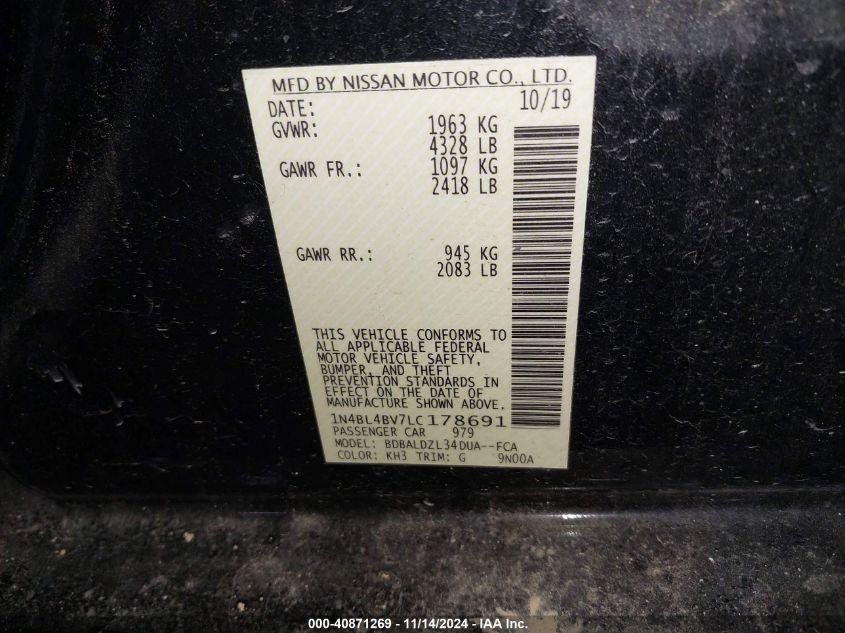 MFD BY NISSAN MOTOR CO., LTD.
DATE: 10/19
GVWR: 1963 KG
4328 LB
GAWR FR.: 1097 KG
2418 LB
GAWR RR.: 945 KG
2083 LB
THIS VEHICLE CONFORMS TO
ALL APPLICABLE FEDERAL
MOTOR VEHICLE SAFETY,
BUMPER, AND THEFT
PREVENTION STANDARDS IN
EFFECT ON THE DATE OF
MANUFACTURE SHOWN ABOVE.
1N4BL4BV7LC178691
PASSENGER CAR 979
MODEL: BDBALDZL34DUA--FCA
COLOR: KH3 TRIM: G 9N00A
000-40871269 - 11/14/2024 - IAA Inc.